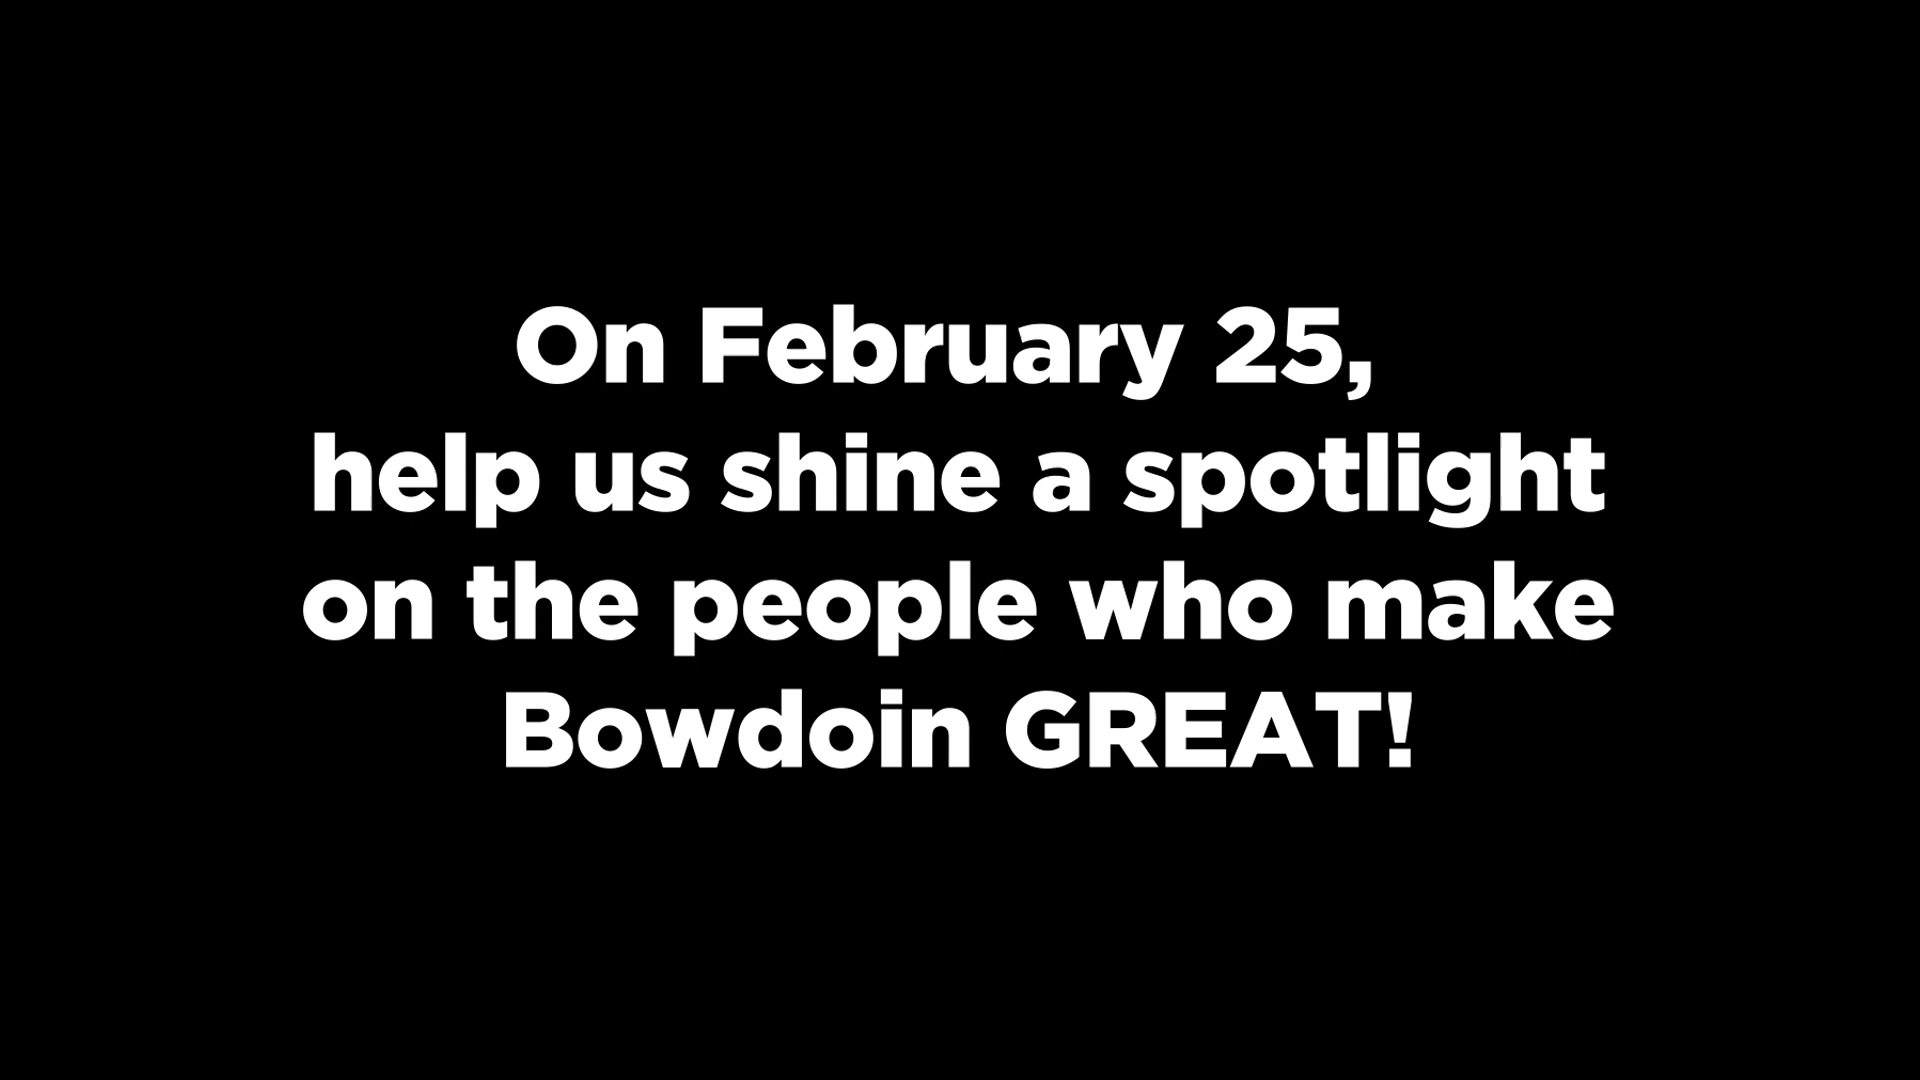 On February 25,
help us shine a spotlight
on the people who make
Bowdoin GREAT!